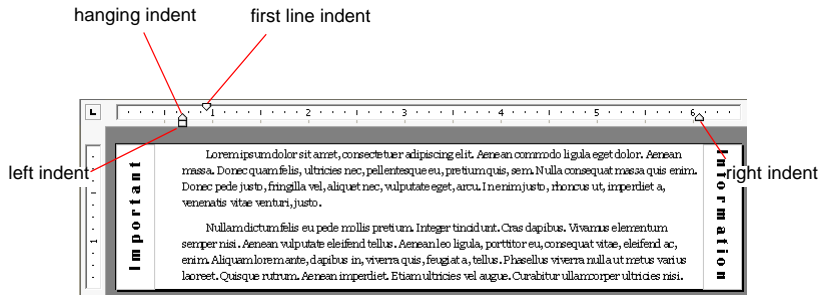 hanging indent
first line indent
L
1 2 3 4 5 6
left indent
right indent
Important
Information
Lorem ipsum dolor sit amet, consectetuer adipiscing elit. Aenean commodo ligula eget dolor. Aenean
massa. Donec quam felis, ultricies nec, pellentesque eu, pretium quis, sem. Nulla consequat massa quis enim.
Donec pede justo, fringilla vel, aliquet nec, vulputate eget, arcu. In enim justo, rhoncus ut, imperdiet a,
venenatis vitae venturi, justo.
Nullam dictum felis eu pede mollis pretium. Integer tincidunt. Cras dapibus. Vivamus elementum
semper nisi. Aenean vulputate eleifend tellus. Aenean leo ligula, porttitor eu, consequat vitae, eleifend ac,
enim. Aliquam lorem ante, dapibus in, viverra quis, feugiat a, tellus. Phasellus viverra nulla ut metus varius
laoreet. Quisque rutrum. Aenean imperdiet. Etiam ultricies vel augue. Curabitur ullamcorper ultricies nisi.
1